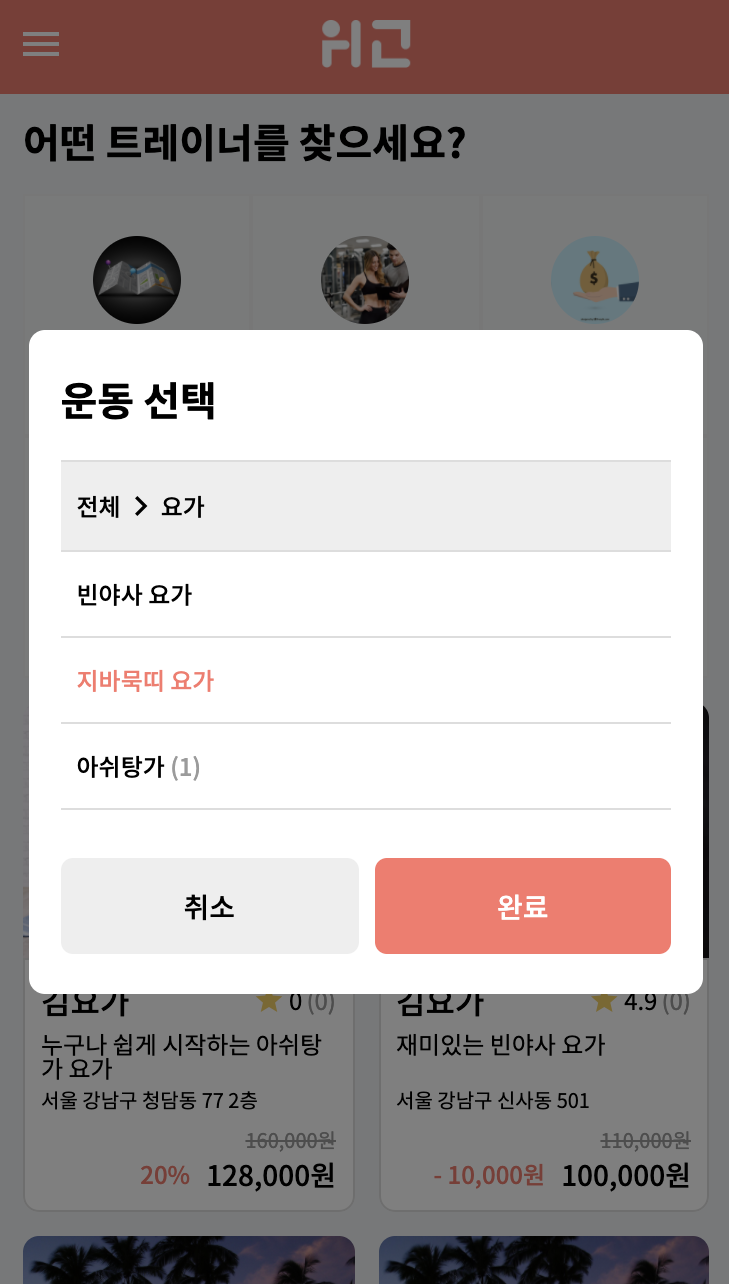 위고
어떤 트레이너를 찾으세요?
운동 선택
전체 > 요가
빈야사 요가
지바묵띠 요가
아쉬탕가 (1)
취소
완료
김요가
0 (0)
누구나 쉽게 시작하는 아쉬탕
가 요가
서울 강남구 청담동 77 2층
160,000원
20% 128,000원
김요가
4.9 (0)
재미있는 빈야사 요가
서울 강남구 신사동 501
110,000원
- 10,000원 100,000원